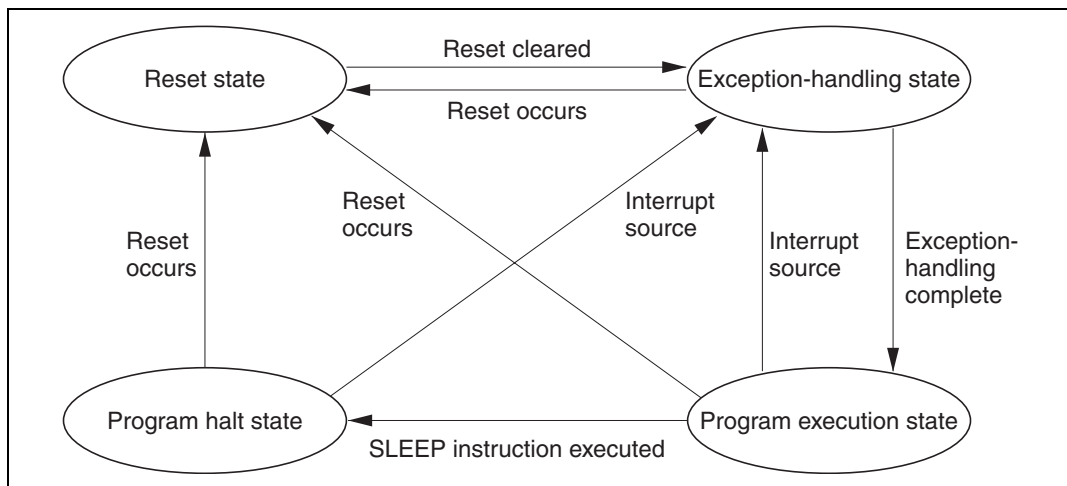 Reset cleared
Reset state
Exception-handling state
Reset occurs
Reset
occurs
Interrupt
source
Reset
occurs
Interrupt
source
Exception-
handling
complete
Program halt state
Program execution state
SLEEP instruction executed